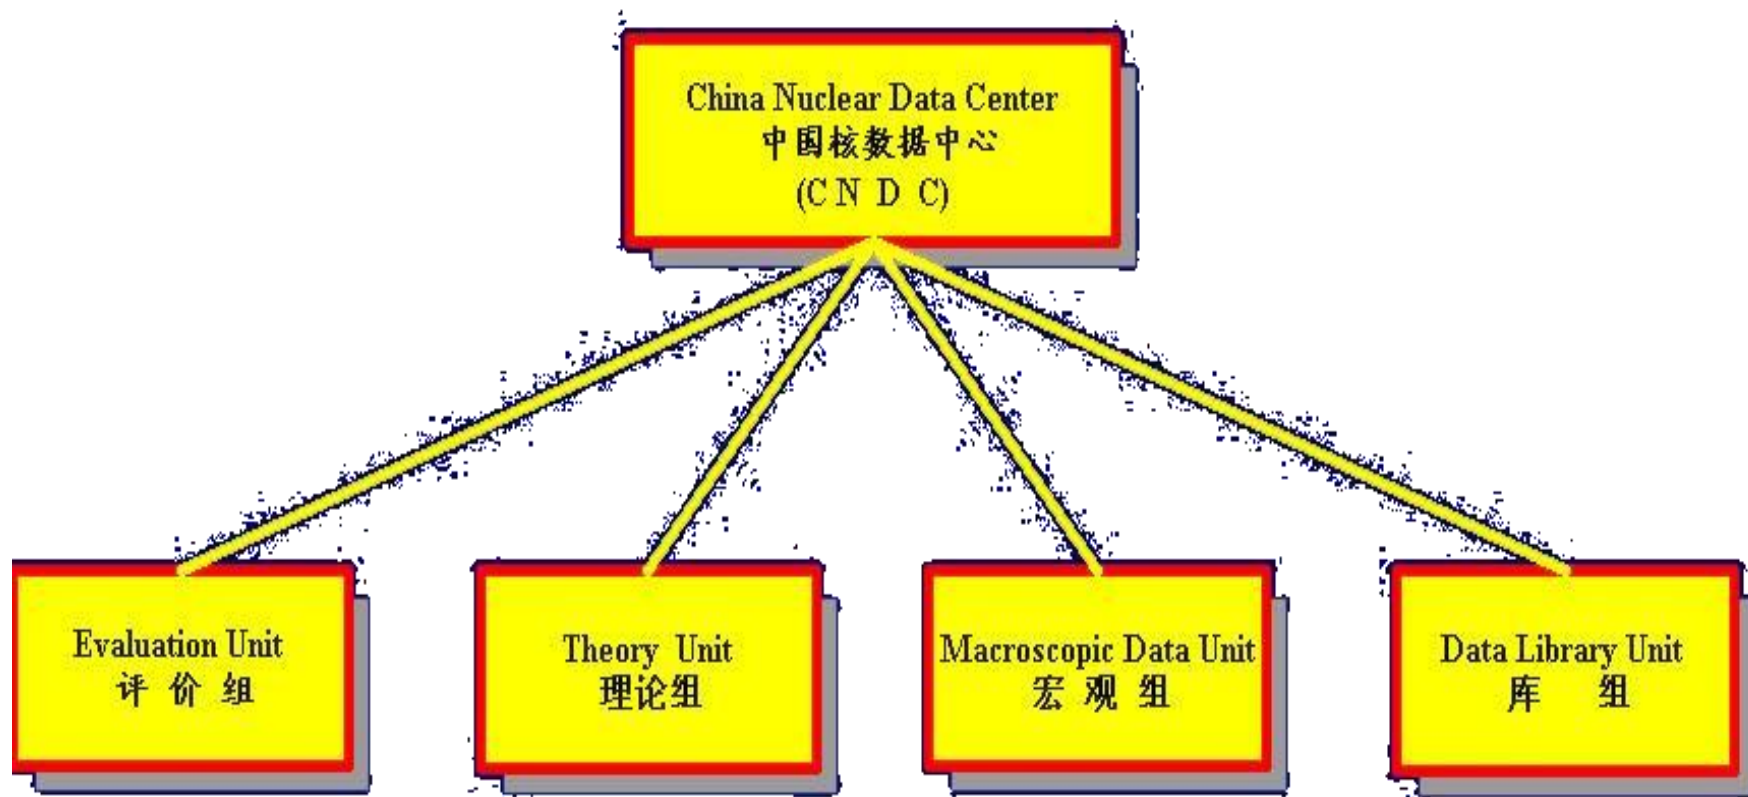 China Nuclear Data Center
中国核数据中心
(C N D C)
Evaluation Unit
评价组
Theory Unit
理论组
Macroscopic Data Unit
宏观组
Data Library Unit
库 组